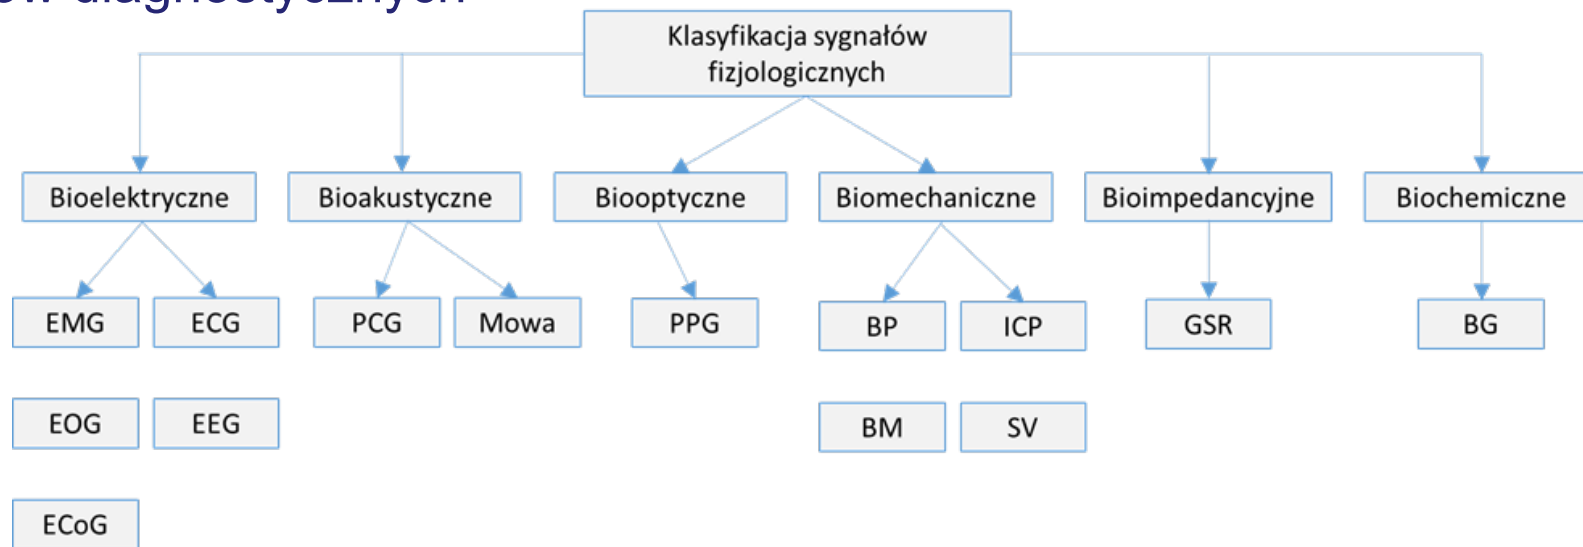 diagnostycznych
Klasyfikacja sygnałów
fizjologicznych
Bioelektryczne
Bioakustyczne
Biooptyczne
Biomechaniczne
Bioimpedancyjne
Biochemiczne
EMG
ECG
PCG
Mowa
PPG
BP
ICP
GSR
BG
EOG
EEG
BM
SV
ECoG